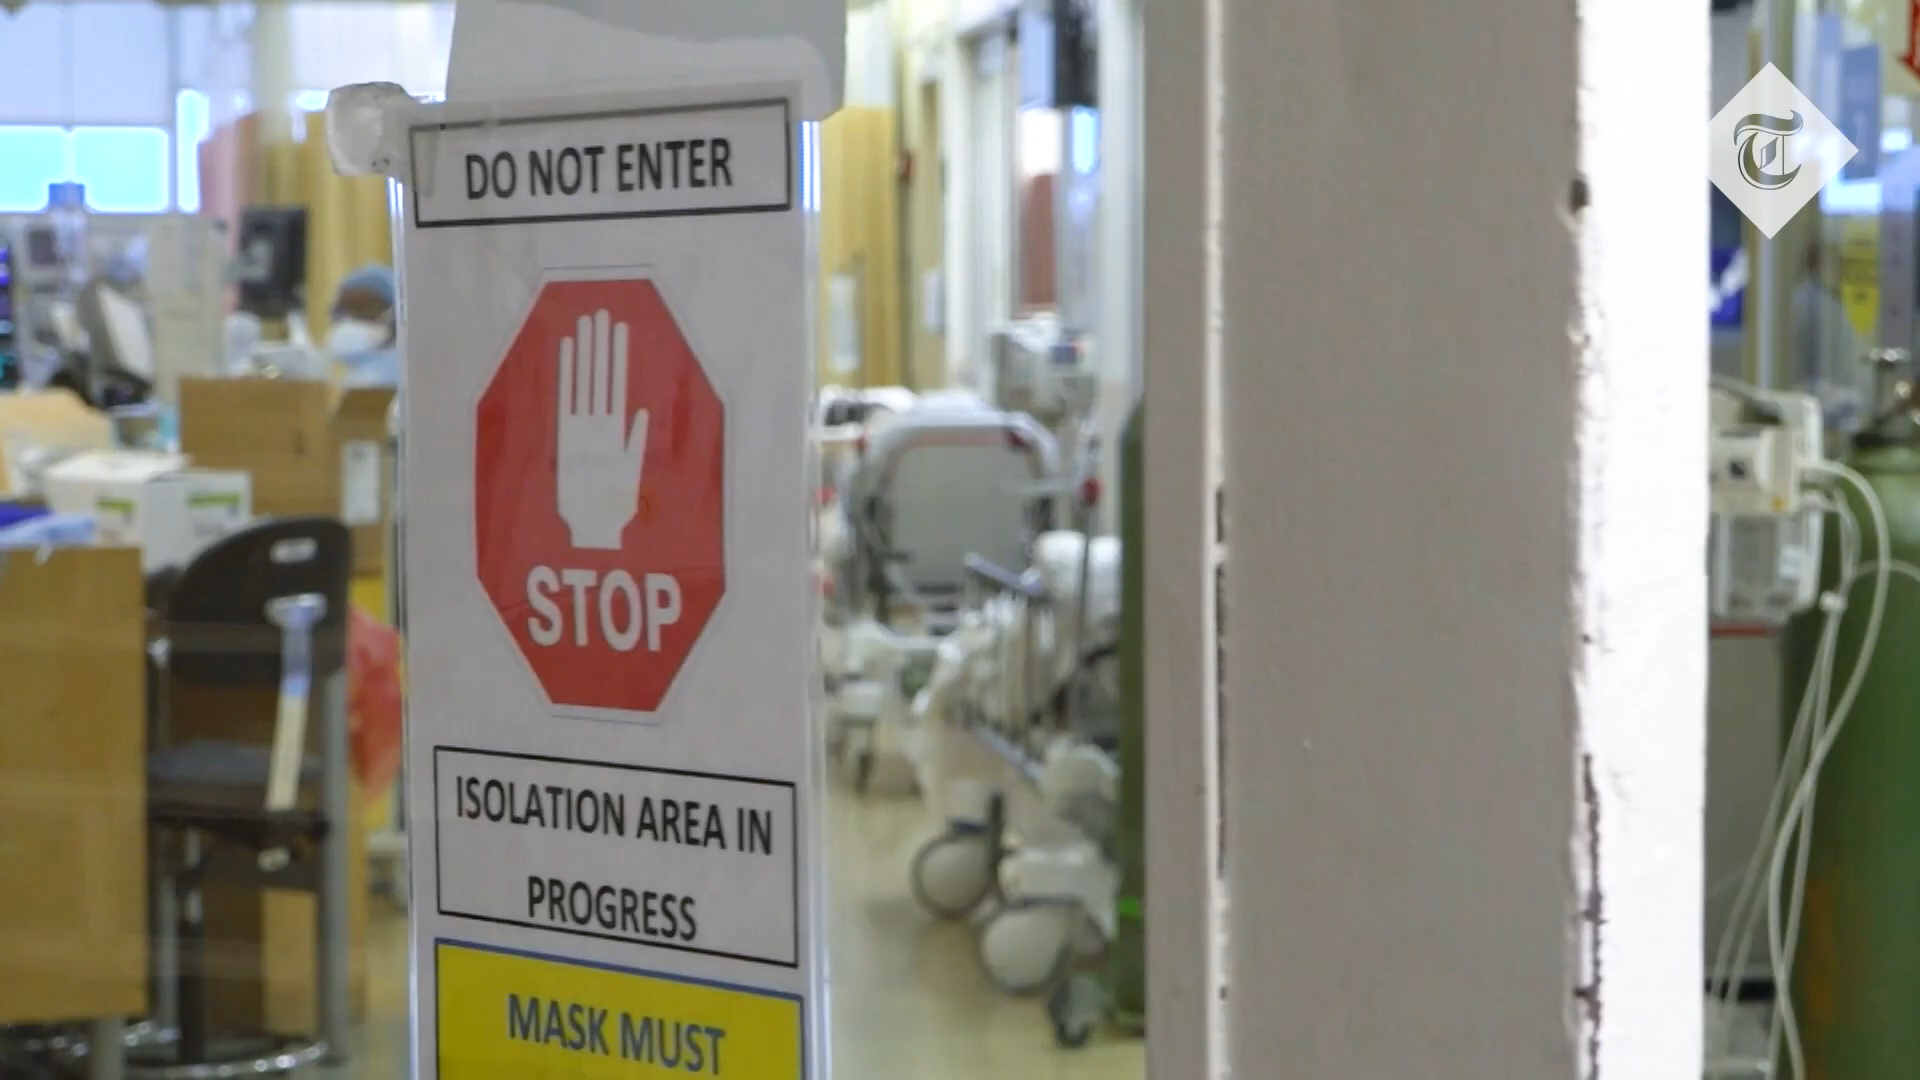 DO NOT ENTER
STOP
ISOLATION AREA IN
PROGRESS
MASK MUST
T